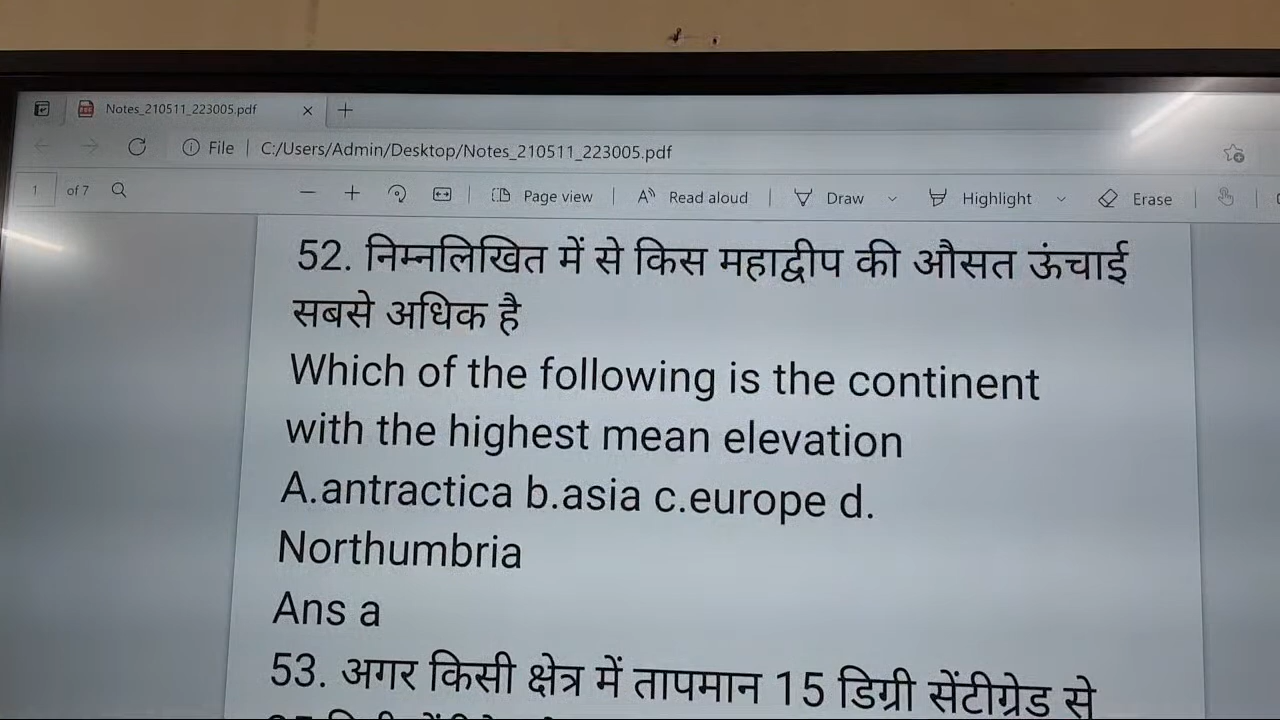 Notes_210511_223005.pdf
File | C:/Users/Admin/Desktop/Notes_210511_223005.pdf
1 of 7 Page view Read aloud Draw Highlight Erase
52. निम्नलिखित में से किस महाद्वीप की औसत ऊंचाई
सबसे अधिक है
Which of the following is the continent
with the highest mean elevation
A.antractica b.asia c.europe d.
Northumbria
Ans a
53. अगर किसी क्षेत्र में तापमान 15 डिग्री सेंटीग्रेड से